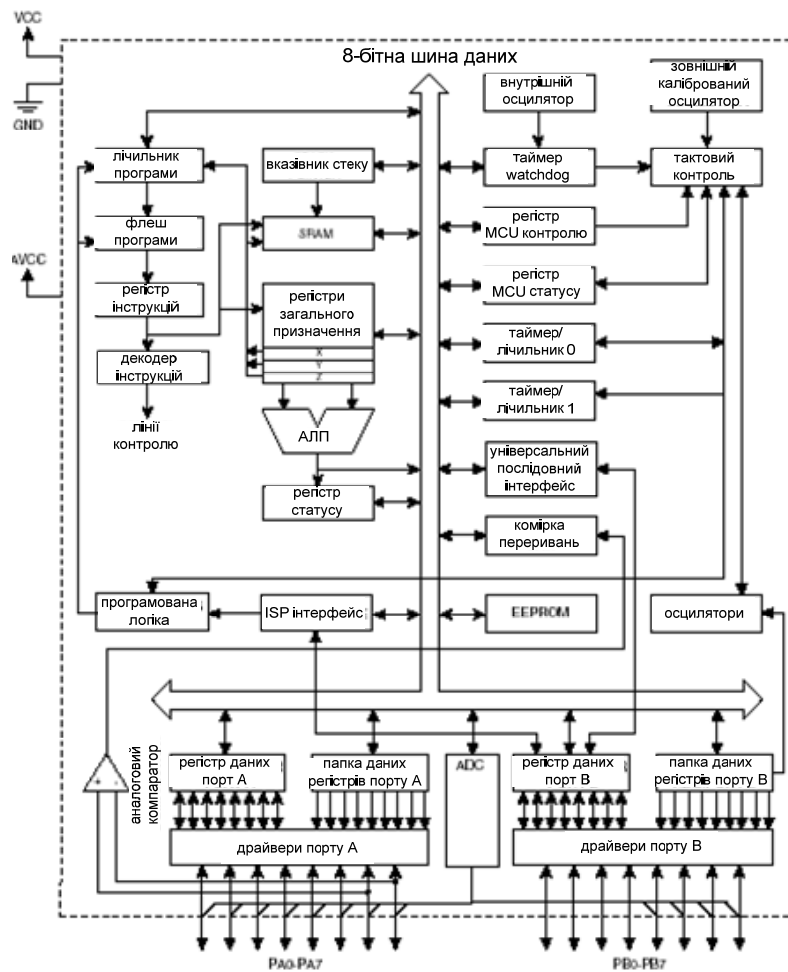 VCC
GND
AVCC
8-бітна шина даних
внутрішній
осцилятор
зовнішній
калібрований
осцилятор
лічильник
програми
вказівник стеку
таймер
watchdog
тактовий
контроль
флеш
програми
SRAM
регістр
MCU контролю
регістр
інструкцій
регістри
загального
призначення
X
Y
Z
регістр
MCU статусу
декодер
інструкцій
таймер/
лічильник 0
лінії
контролю
АЛП
таймер/
лічильник 1
регістр
статусу
універсальний
послідовний
інтерфейс
комірка
переривань
програмована
логіка
ISP інтерфейс
EEPROM
осцилятори
аналоговий
компаратор
+ -
регістр даних
порт А
папка даних
регістрів порту А
ADC
регістр даних
порт В
папка даних
регістрів порту В
драйвери порту А
драйвери порту В
PA0-PA7
PB0-PB7